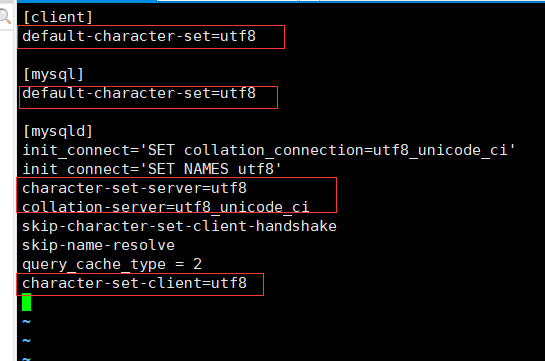 [client]
default-character-set=utf8
[mysql]
default-character-set=utf8
[mysqld]
init_connect='SET collation_connection=utf8_unicode_ci'
init_connect='SET NAMES utf8'
character-set-server=utf8
collation-server=utf8_unicode_ci
skip-character-set-client-handshake
skip-name-resolve
query_cache_type = 2
character-set-client=utf8
~
~
~